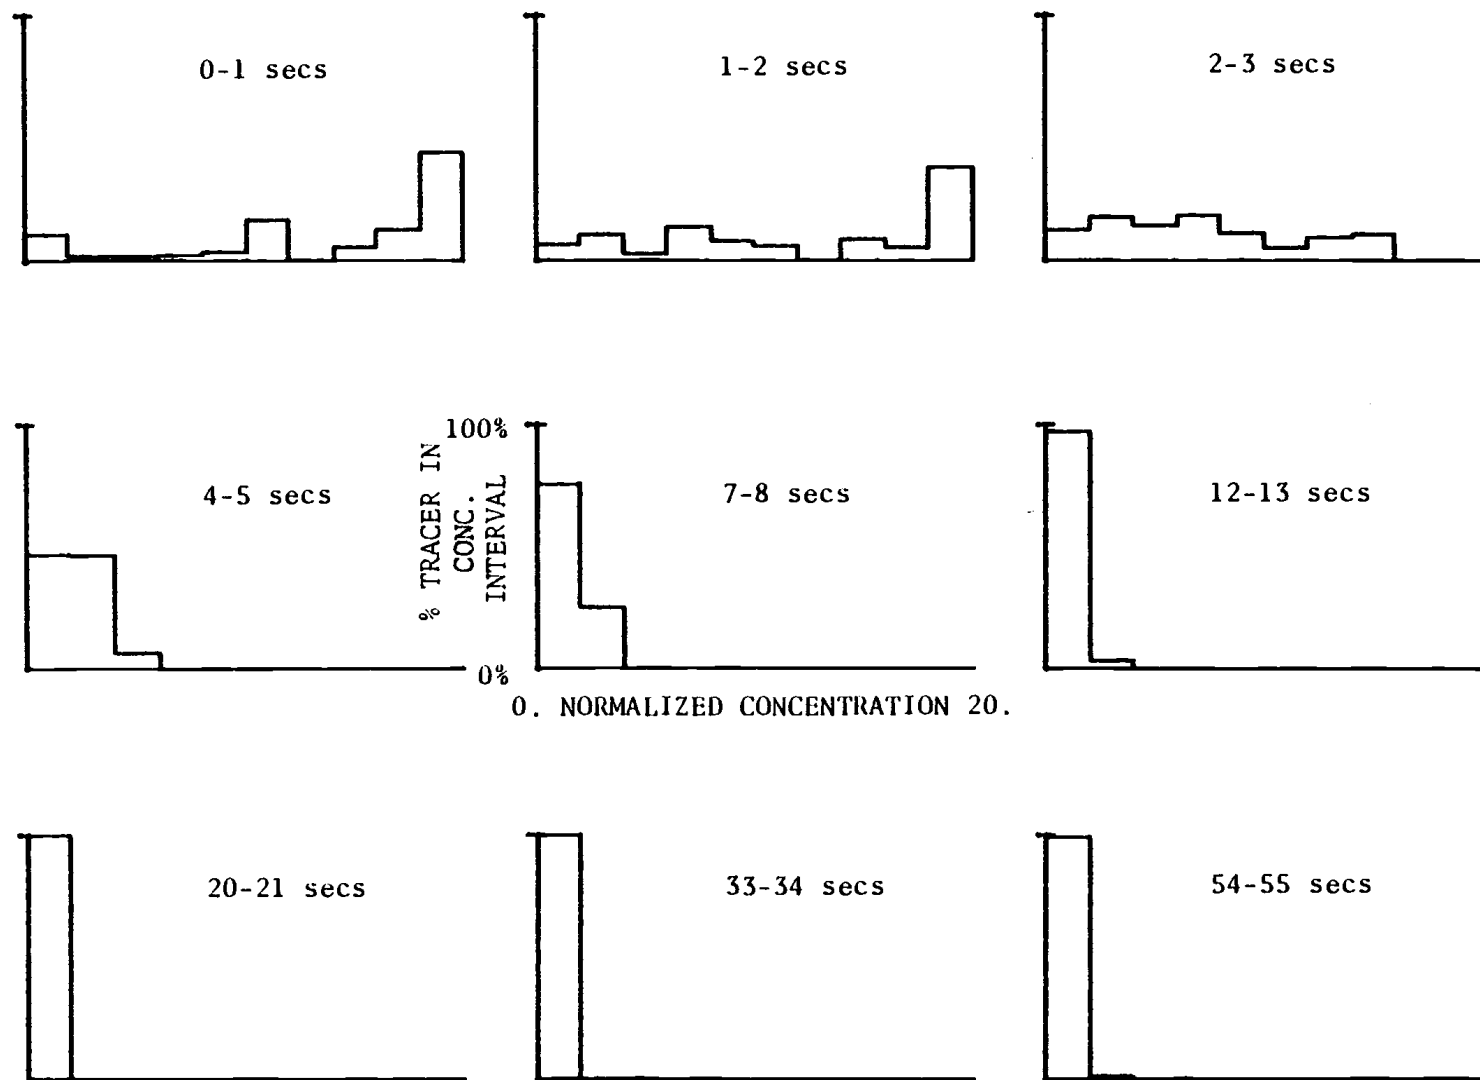 0-1 secs
1-2 secs
2-3 secs
4-5 secs
% TRACER IN
CONC.
INTERVAL
100%
0%
7-8 secs
12-13 secs
0. NORMALIZED CONCENTRATION 20.
20-21 secs
33-34 secs
54-55 secs